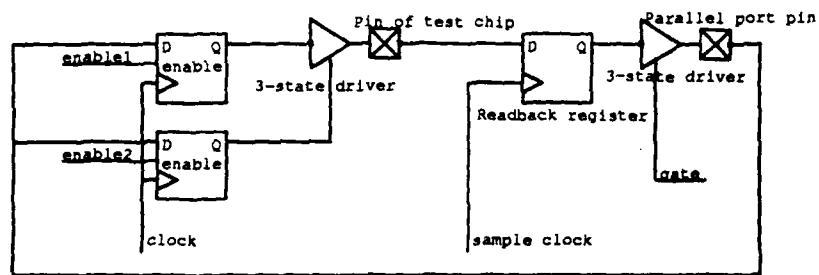 Pin of test chip
Parallel port pin
D Q
enable1
enable
3-state driver
D Q
3-state driver
Readback register
D Q
enable2
enable
gate
clock
sample clock